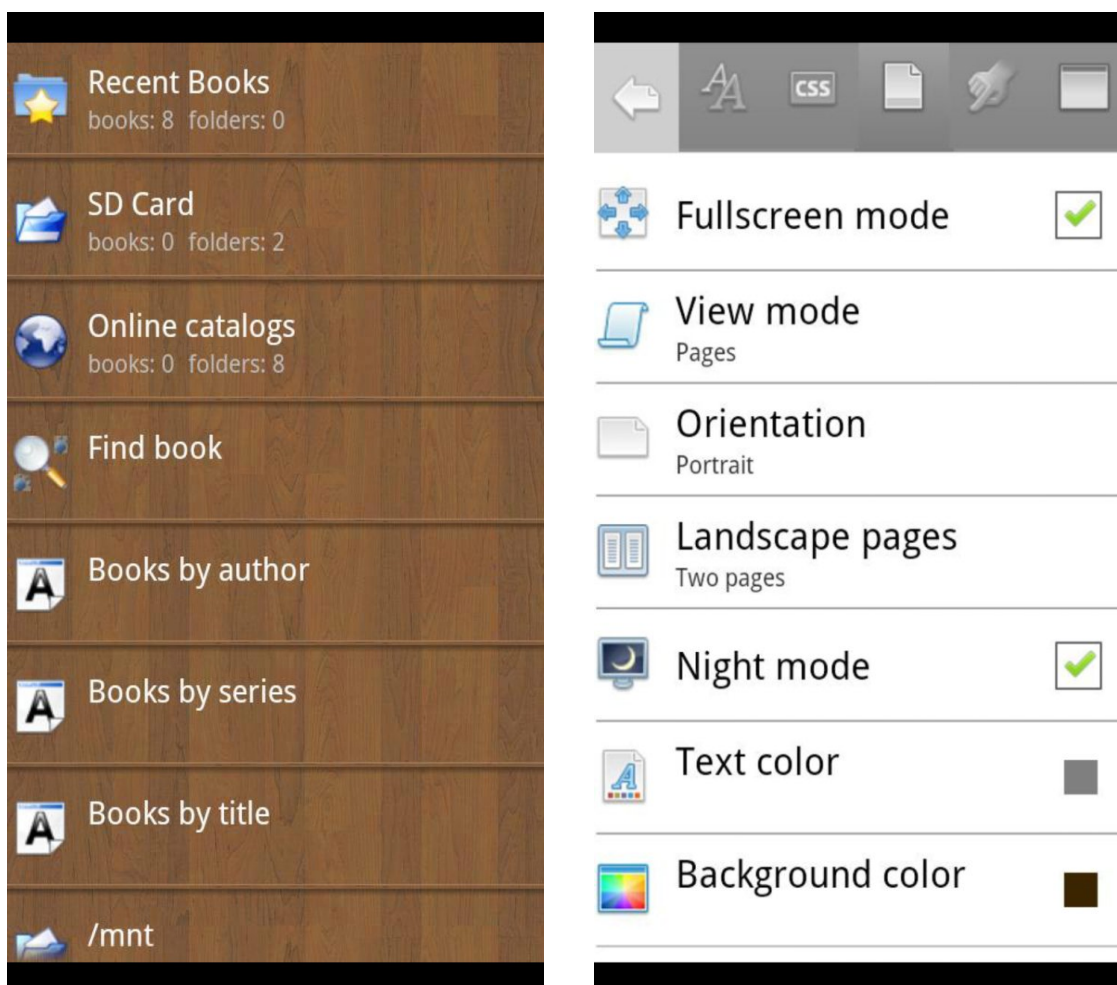 Recent Books
books: 8 folders: 0
SD Card
books: 0 folders: 2
Online catalogs
books: 0 folders: 8
Find book
Books by author
Books by series
Books by title
/mnt
CSS
Fullscreen mode
View mode
Pages
Orientation
Portrait
Landscape pages
Two pages
Night mode
Text color
Background color